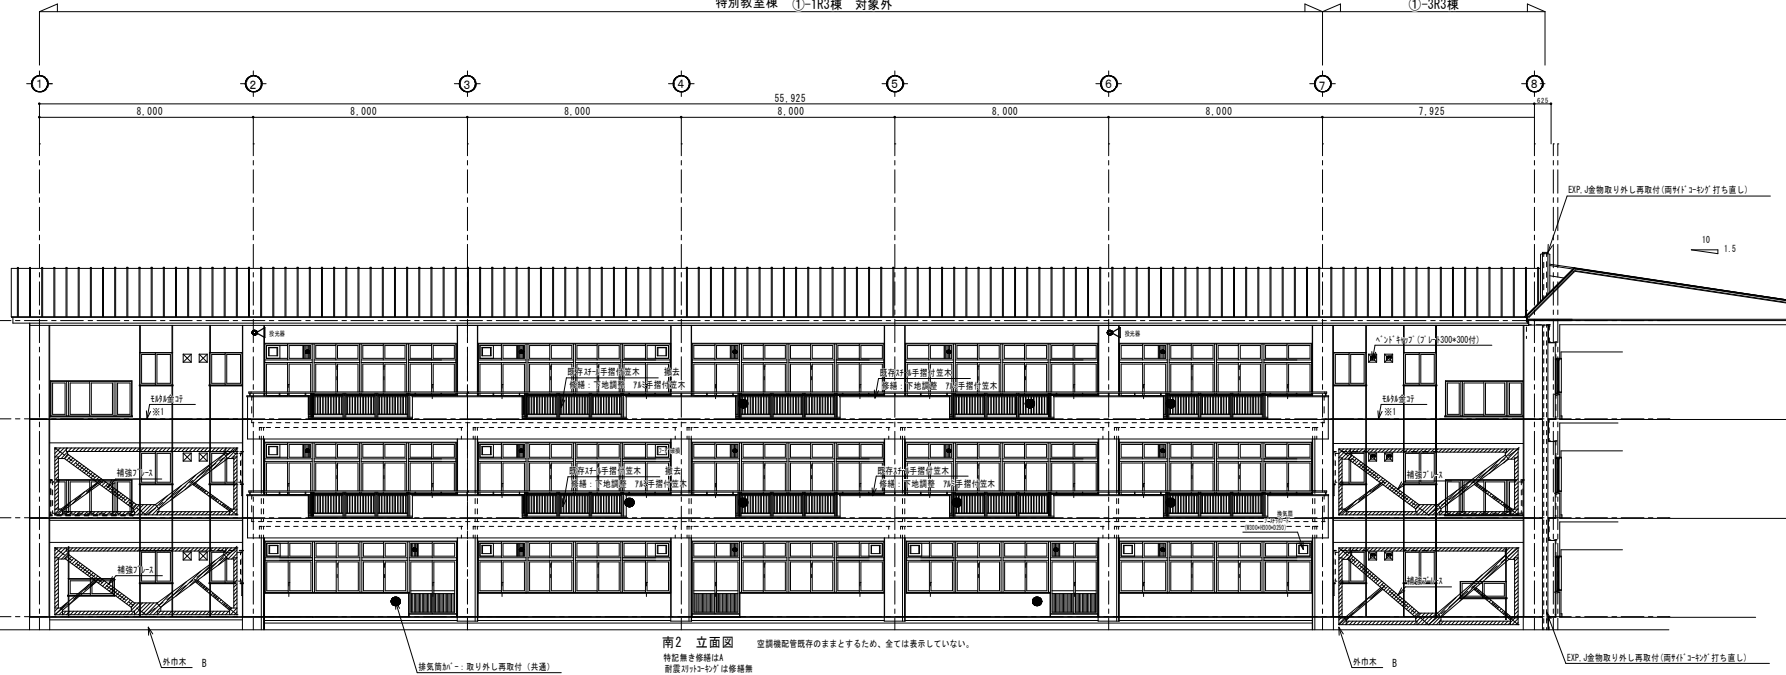 特別教室棟　①-1R3棟　対象外
①-3R3棟
1
2
3
4
5
6
7
8
55,925
8,000
8,000
8,000
8,000
8,000
8,000
7,925
625
EXP.J金物取り外し再取付(両ｻｲﾄﾞｺｰｷﾝｸﾞ打ち直し)
10
1.5
投光器
投光器
ﾍﾞﾝﾄﾞｷｬｯﾌﾟ(ﾌﾟﾚｰﾄ300*300付)
既存ｽﾁｰﾙ手摺付笠木　撤去
修繕：下地調整　ｱﾙﾐ手摺付笠木
既存ｽﾁｰﾙ手摺付笠木
修繕：下地調整　ｱﾙﾐ手摺付笠木
ﾓﾙﾀﾙ金ｺﾃ
※1
ﾓﾙﾀﾙ金ｺﾃ
※1
補強ﾌﾞﾚｰｽ
既存ｽﾁｰﾙ手摺付笠木　撤去
修繕：下地調整　ｱﾙﾐ手摺付笠木
既存ｽﾁｰﾙ手摺付笠木
修繕：下地調整　ｱﾙﾐ手摺付笠木
補強ﾌﾞﾚｰｽ
換気扇
補強ﾌﾞﾚｰｽ
補強ﾌﾞﾚｰｽ
南2　立面図　空調機配管既存のままとするため、全ては表示していない。
特記無き修繕はA
耐震ｽﾘｯﾄｺｰｷﾝｸﾞは修繕無
外巾木　B
排気筒ｶﾊﾞｰ：取り外し再取付（共通）
外巾木　B
EXP.J金物取り外し再取付(両ｻｲﾄﾞｺｰｷﾝｸﾞ打ち直し)